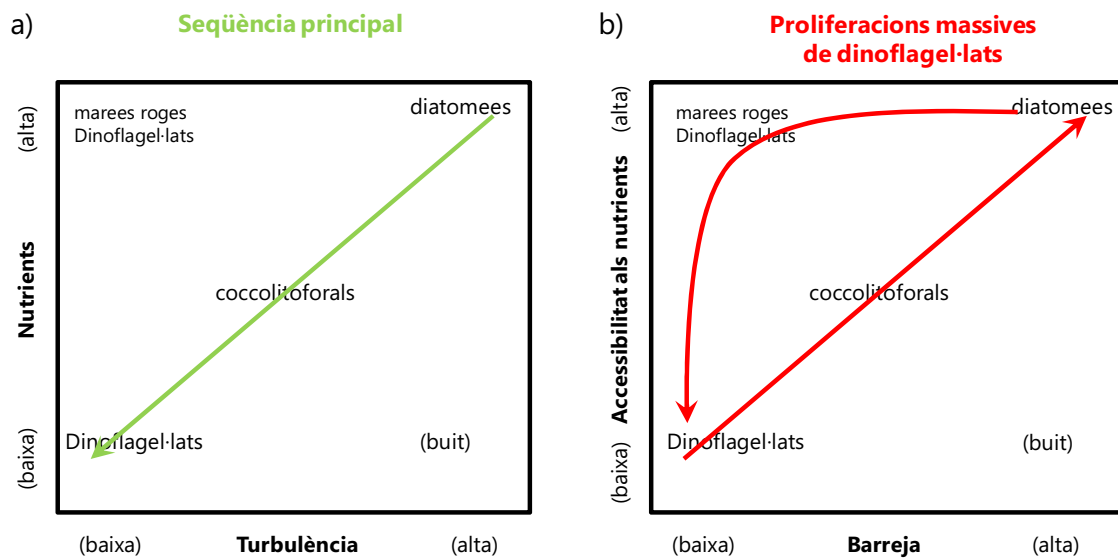 a)
Seqüència principal
(alta)
Nutrients
(baixa)
marees roges
Dinoflagel·lats
diatomees
coccolitoforals
Dinoflagel·lats
(buit)
(baixa)
Turbulència
(alta)
b)
Proliferacions massives
de dinoflagel·lats
(alta)
Accessibilitat als nutrients
(baixa)
marees roges
Dinoflagel·lats
diatomees
coccolitoforals
Dinoflagel·lats
(buit)
(baixa)
Barreja
(alta)